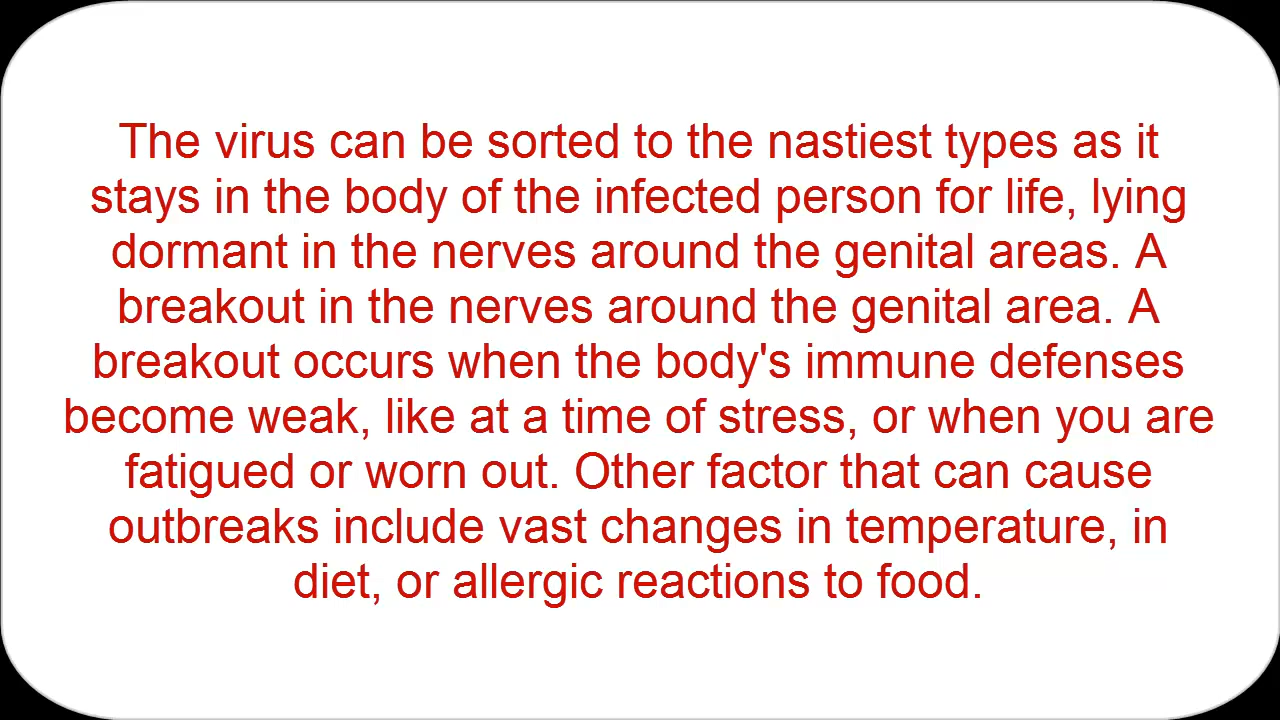 The virus can be sorted to the nastiest types as it
stays in the body of the infected person for life, lying
dormant in the nerves around the genital areas. A
breakout in the nerves around the genital area. A
breakout occurs when the body's immune defenses
become weak, like at a time of stress, or when you are
fatigued or worn out. Other factor that can cause
outbreaks include vast changes in temperature, in
diet, or allergic reactions to food.